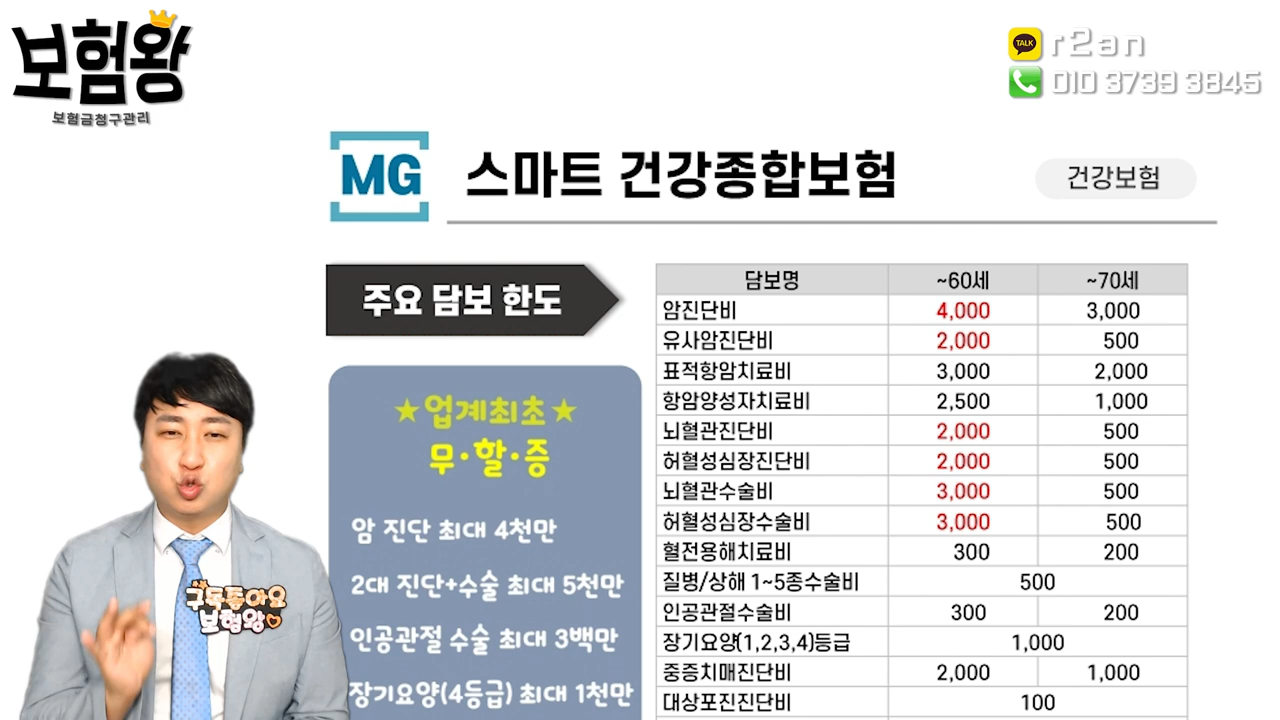 보험왕
보험금청구관리
TALK r2an
010 3739 3845
MG 스마트 건강종합보험 건강보험
주요 담보 한도
★업계최초★
무·할·증
암 진단 최대 4천만
2대 진단+수술 최대 5천만
인공관절 수술 최대 3백만
장기요양(4등급) 최대 1천만
구독좋아요
보험왕♡
담보명 ~60세 ~70세
암진단비 4,000 3,000
유사암진단비 2,000 500
표적항암치료비 3,000 2,000
항암양성자치료비 2,500 1,000
뇌혈관진단비 2,000 500
허혈성심장진단비 2,000 500
뇌혈관수술비 3,000 500
허혈성심장수술비 3,000 500
혈전용해치료비 300 200
질병/상해 1~5종수술비 500
인공관절수술비 300 200
장기요양(1,2,3,4)등급 1,000
중증치매진단비 2,000 1,000
대상포진진단비 100